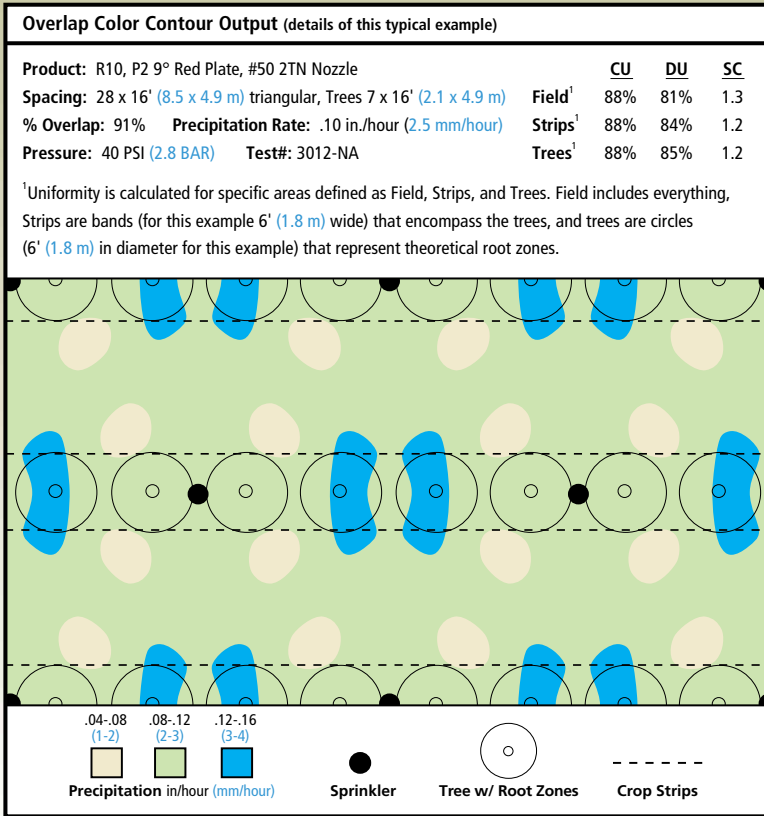 Overlap Color Contour Output (details of this typical example)
Product: R10, P2 9° Red Plate, #50 2TN Nozzle CU DU SC
Spacing: 28 x 16' (8.5 x 4.9 m) triangular, Trees 7 x 16' (2.1 x 4.9 m) Field¹ 88% 81% 1.3
% Overlap: 91% Precipitation Rate: .10 in./hour (2.5 mm/hour) Strips¹ 88% 84% 1.2
Pressure: 40 PSI (2.8 BAR) Test#: 3012-NA Trees¹ 88% 85% 1.2
¹Uniformity is calculated for specific areas defined as Field, Strips, and Trees. Field includes everything,
Strips are bands (for this example 6' (1.8 m) wide) that encompass the trees, and trees are circles
(6' (1.8 m) in diameter for this example) that represent theoretical root zones.
.04-.08 .08-.12 .12-.16
(1-2) (2-3) (3-4)
Precipitation in/hour (mm/hour) Sprinkler Tree w/ Root Zones Crop Strips